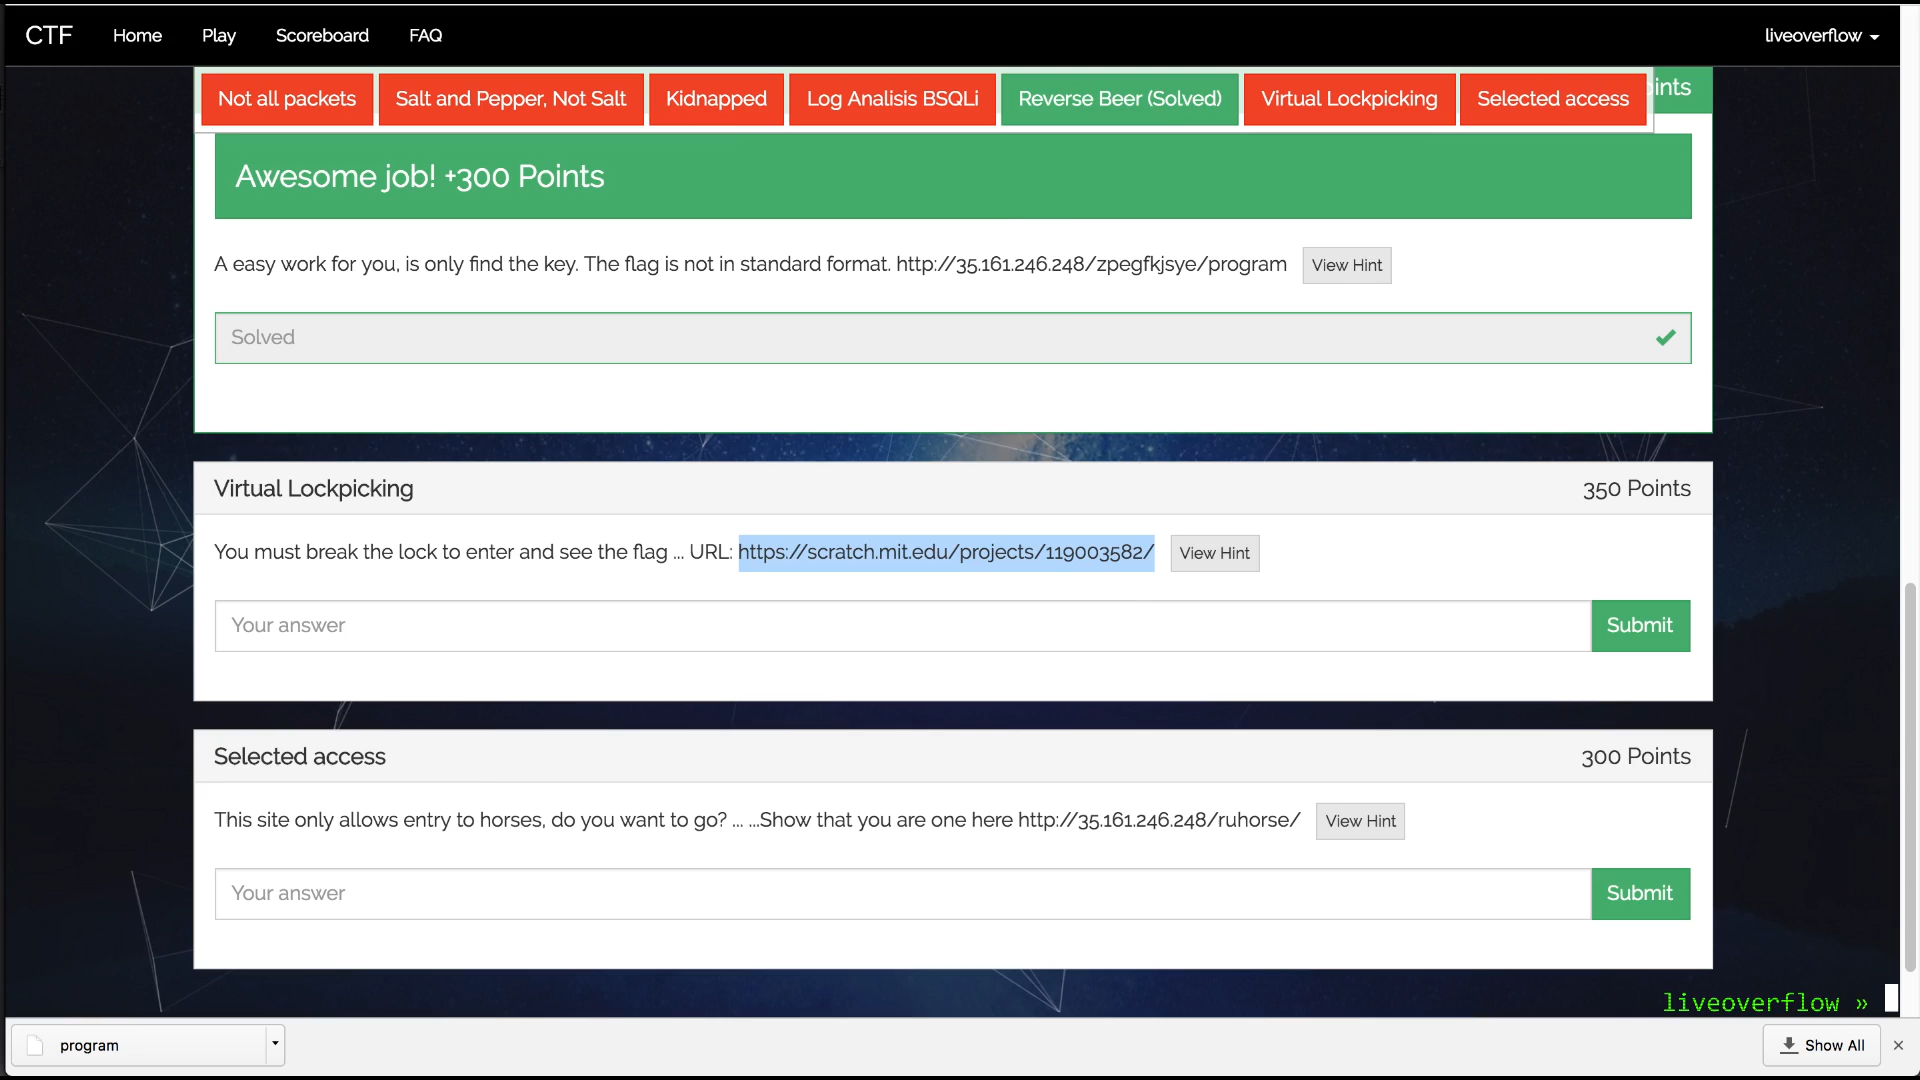 CTF Home Play Scoreboard FAQ liveoverflow
Not all packets Salt and Pepper, Not Salt Kidnapped Log Analisis BSQLi Reverse Beer (Solved) Virtual Lockpicking Selected access
Awesome job! +300 Points
A easy work for you, is only find the key. The flag is not in standard format. http://35.161.246.248/zpegfkjsye/program View Hint
Solved
Virtual Lockpicking 350 Points
You must break the lock to enter and see the flag ... URL: https://scratch.mit.edu/projects/119003582/ View Hint
Your answer Submit
Selected access 300 Points
This site only allows entry to horses, do you want to go? ... ...Show that you are one here http://35.161.246.248/ruhorse/ View Hint
Your answer Submit
liveoverflow »
program Show All